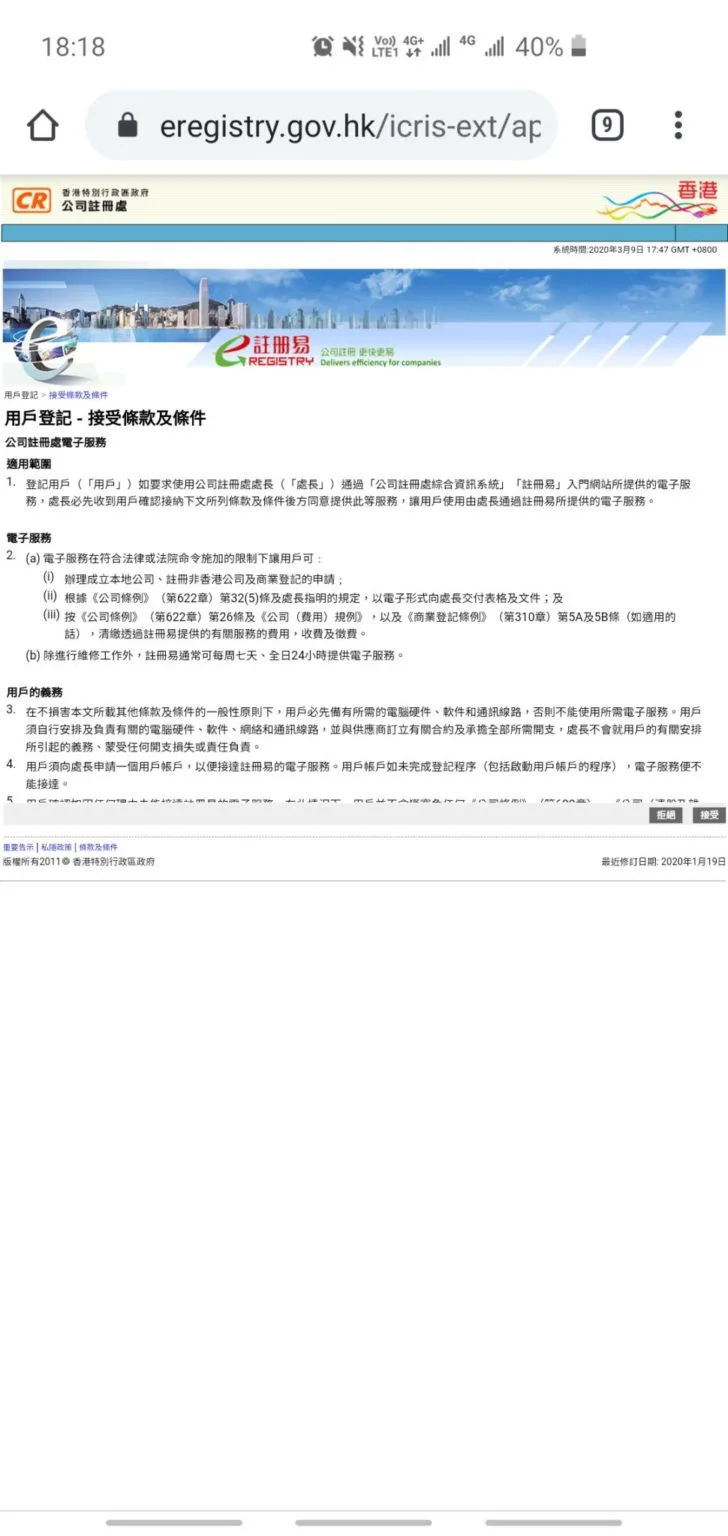 18:18
Vo)) LTE1 4G+ 4G 40%
eregistry.gov.hk/icris-ext/ap
9
CR 香港特別行政區政府
公司註冊處
香港
系統時間:2020年3月9日 17:47 GMT +0800
e 註冊易 公司註冊 更快更易
REGISTRY Delivers efficiency for companies
用戶登記 > 接受條款及條件
用戶登記 - 接受條款及條件
公司註冊處電子服務
適用範圍
1. 登記用戶（「用戶」）如要求使用公司註冊處處長（「處長」）通過「公司註冊處綜合資訊系統」「註冊易」入門網站所提供的電子服
務，處長必先收到用戶確認接納下文所列條款及條件後方同意提供此等服務，讓用戶使用由處長通過註冊易所提供的電子服務。
電子服務
2. (a) 電子服務在符合法律或法院命令施加的限制下讓用戶可：
(i) 辦理成立本地公司、註冊非香港公司及商業登記的申請；
(ii) 根據《公司條例》（第622章）第32(5)條及處長指明的規定，以電子形式向處長交付表格及文件；及
(iii) 按《公司條例》（第622章）第26條及《公司（費用）規例》，以及《商業登記條例》（第310章）第5A及5B條（如適用的
話），清繳透過註冊易提供的有關服務的費用，收費及徵費。
(b) 除進行維修工作外，註冊易通常可每周七天、全日24小時提供電子服務。
用戶的義務
3. 在不損害本文所載其他條款及條件的一般性原則下，用戶必先備有所需的電腦硬件、軟件和通訊線路，否則不能使用所需電子服務。用戶
須自行安排及負責有關的電腦硬件、軟件、網絡和通訊線路，並與供應商訂立有關合約及承擔全部所需開支，處長不會就用戶的有關安排
所引起的義務、蒙受任何開支損失或責任負責。
4. 用戶須向處長申請一個用戶帳戶，以便接達註冊易的電子服務。用戶帳戶如未完成登記程序（包括啟動用戶帳戶的程序），電子服務便不
能接達。
拒絕 接受
重要告示 | 私隱政策 | 條款及條件
版權所有2011© 香港特別行政區政府 最近修訂日期: 2020年1月19日